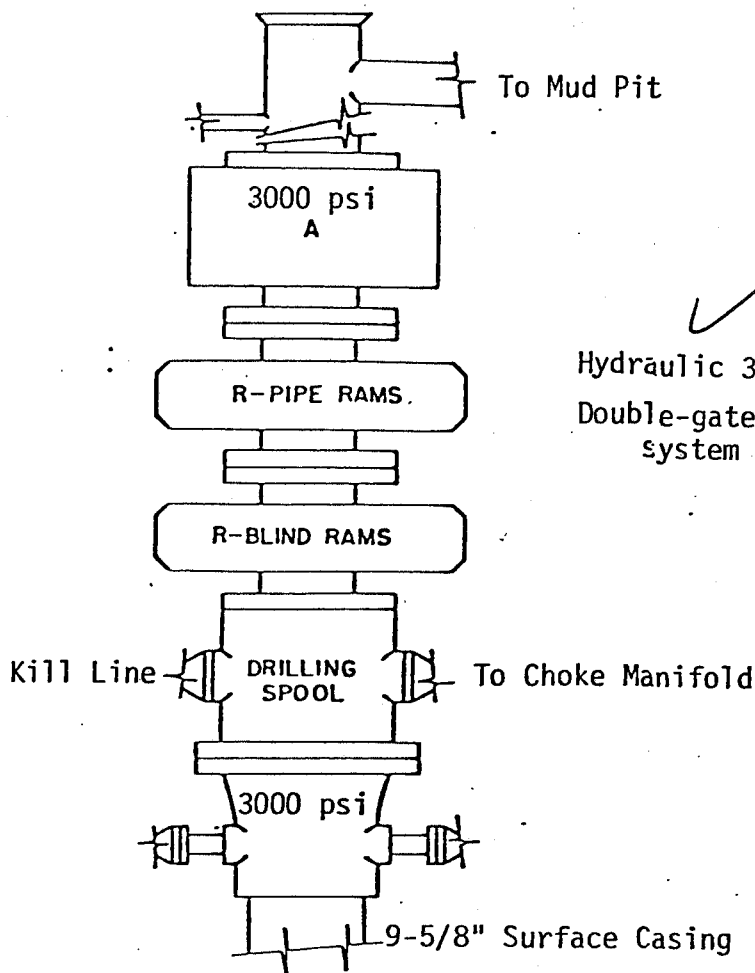 To Mud Pit
3000 psi
A
Hydraulic 3
Double-gate
system
R-PIPE RAMS.
R-BLIND RAMS
Kill Line
DRILLING
SPOOL
To Choke Manifold
3000 psi
9-5/8" Surface Casing